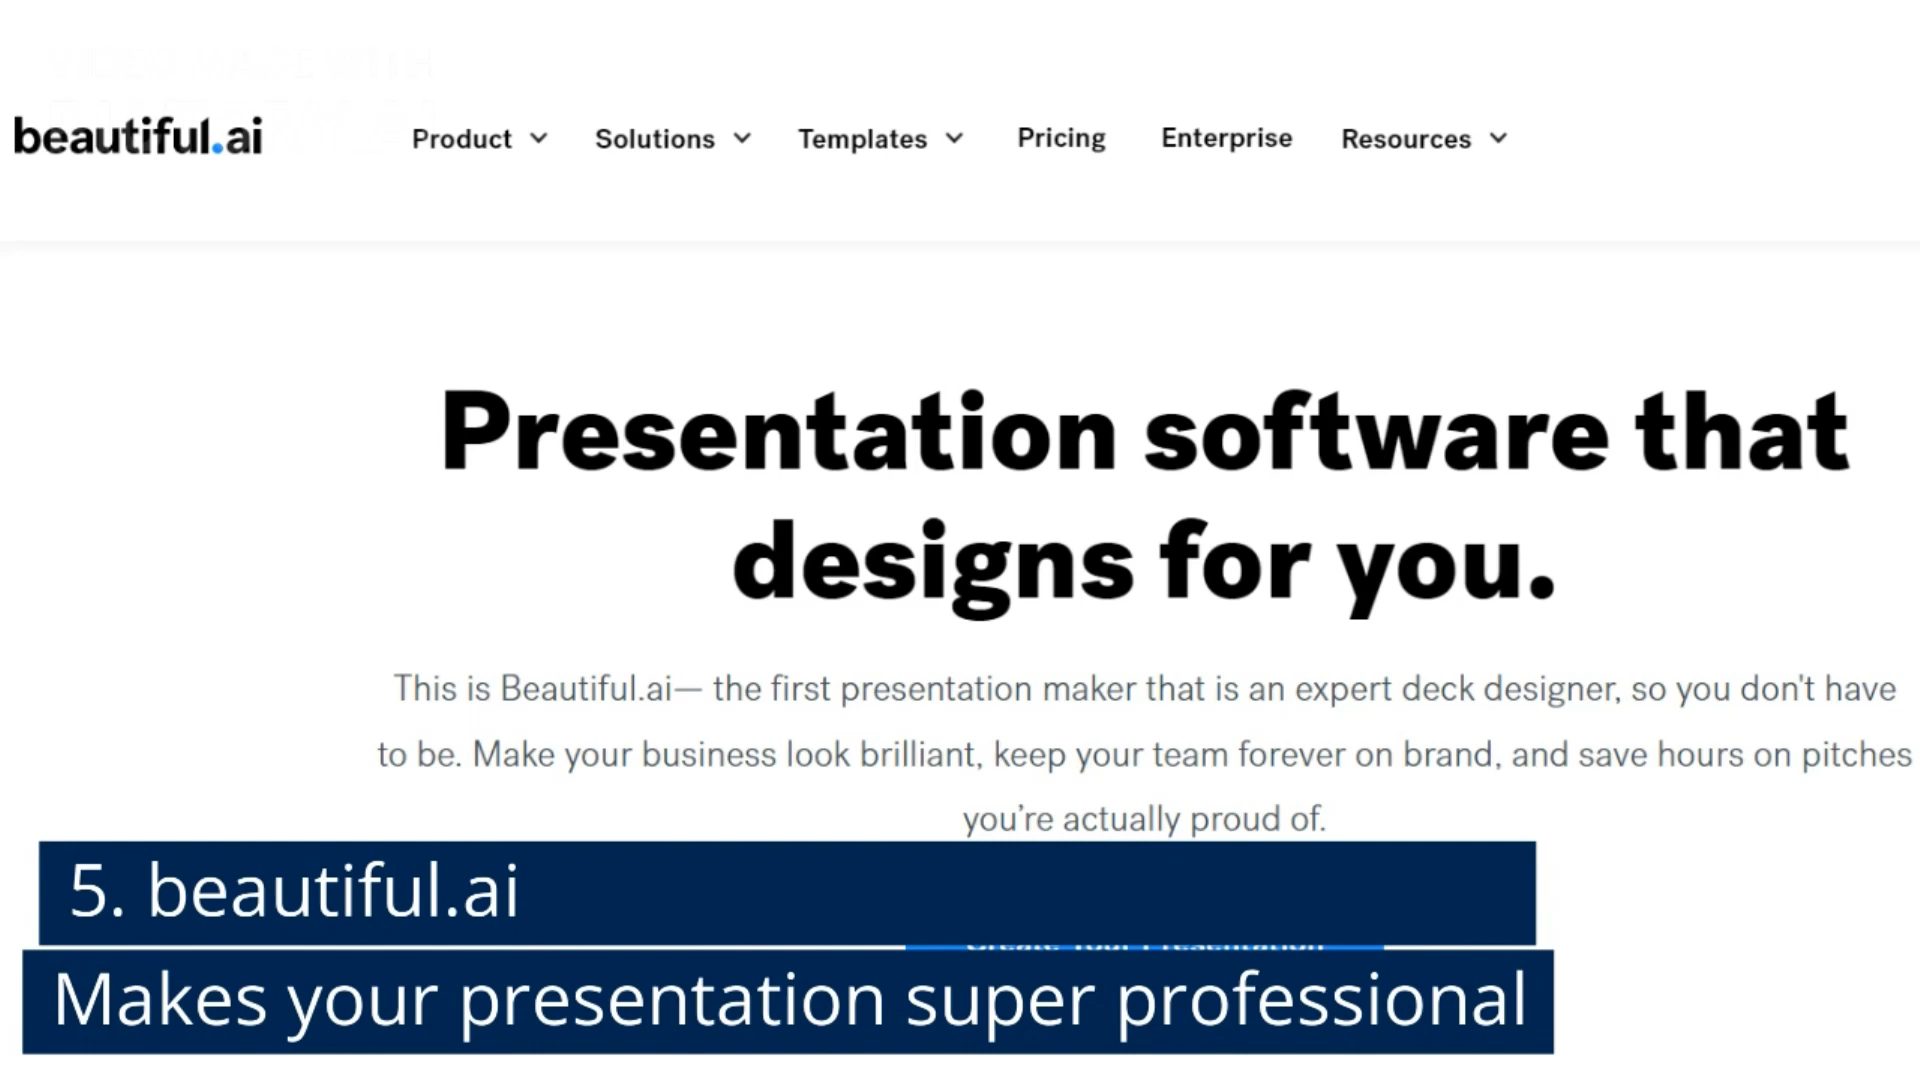 beautiful.ai
Product Solutions Templates Pricing Enterprise Resources
Presentation software that
designs for you.
This is Beautiful.ai— the first presentation maker that is an expert deck designer, so you don't have
to be. Make your business look brilliant, keep your team forever on brand, and save hours on pitches
you’re actually proud of.
5. beautiful.ai
Create Your Presentation
Makes your presentation super professional